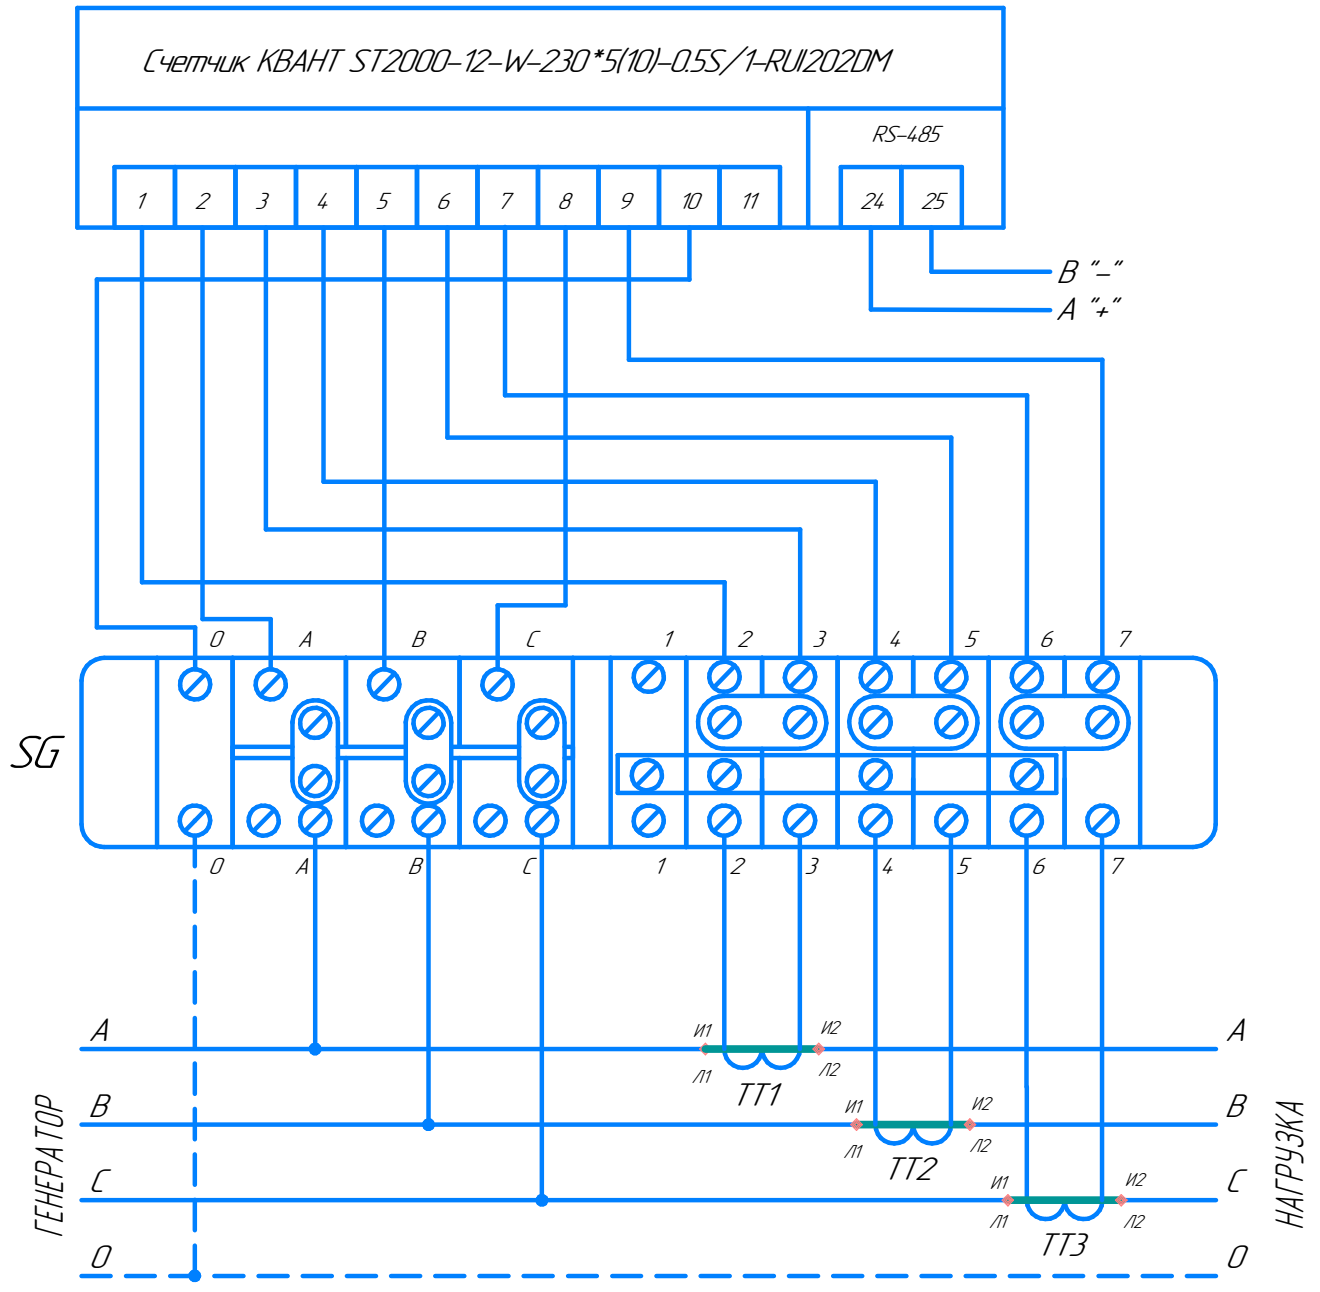 Счетчик КВАНТ ST2000-12-W-230*5(10)-0.5S/1-RUI202DM
RS-485
1 2 3 4 5 6 7 8 9 10 11 24 25
B "-"
A "+"
0 A B C 1 2 3 4 5 6 7
SG
0 A B C 1 2 3 4 5 6 7
A И1 И2 A
Л1 Л2
ТТ1
B И1 И2 B
Л1 Л2
ТТ2
C И1 И2 C
Л1 Л2
ТТ3
0 0
ГЕНЕРАТОР
НАГРУЗКА